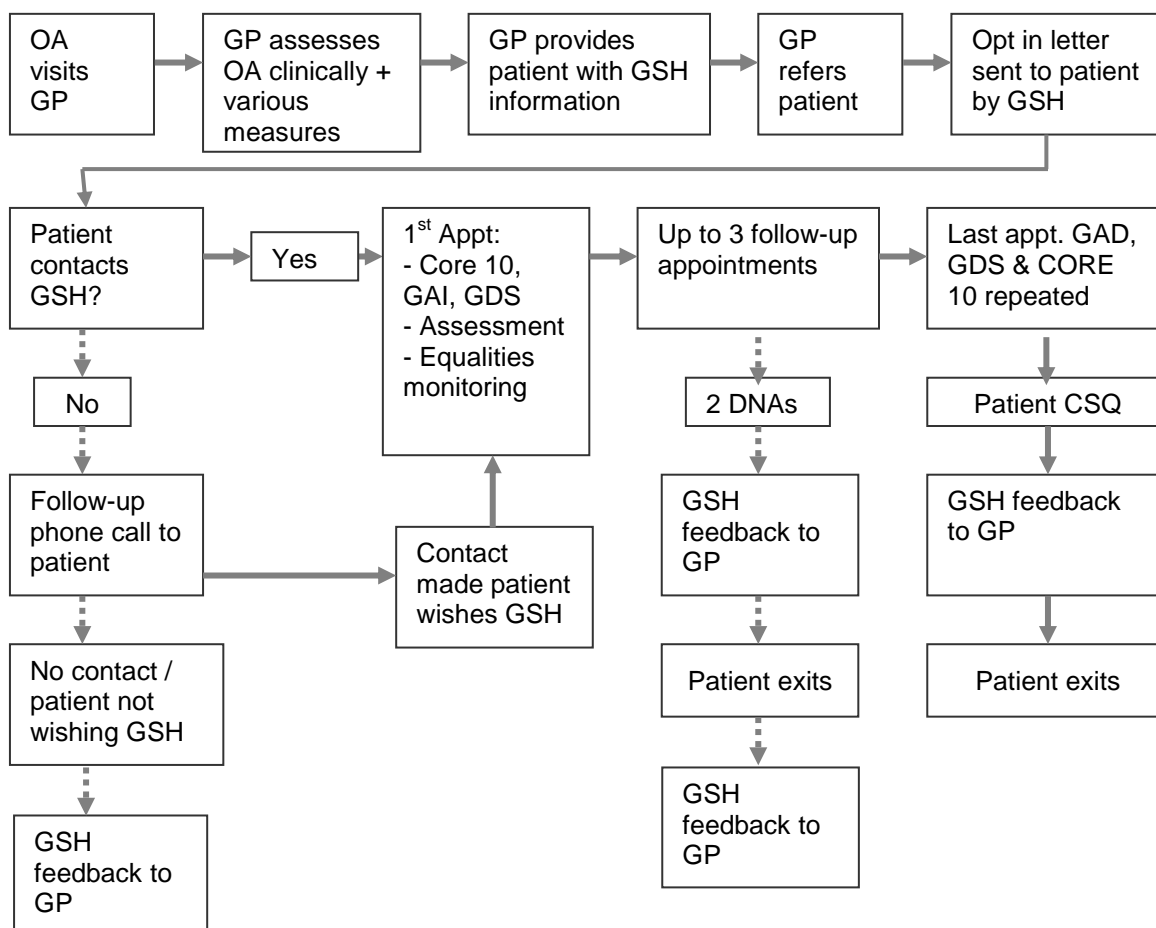 OA
visits
GP
GP assesses
OA clinically +
various
measures
GP provides
patient with GSH
information
GP
refers
patient
Opt in letter
sent to patient
by GSH
Patient
contacts
GSH?
Yes
1st Appt:
- Core 10,
GAI, GDS
- Assessment
- Equalities
monitoring
Up to 3 follow-up
appointments
Last appt. GAD,
GDS & CORE
10 repeated
No
2 DNAs
Patient CSQ
Follow-up
phone call to
patient
Contact
made patient
wishes GSH
GSH
feedback to
GP
GSH feedback
to GP
No contact /
patient not
wishing GSH
Patient exits
Patient exits
GSH
feedback to
GP
GSH
feedback to
GP